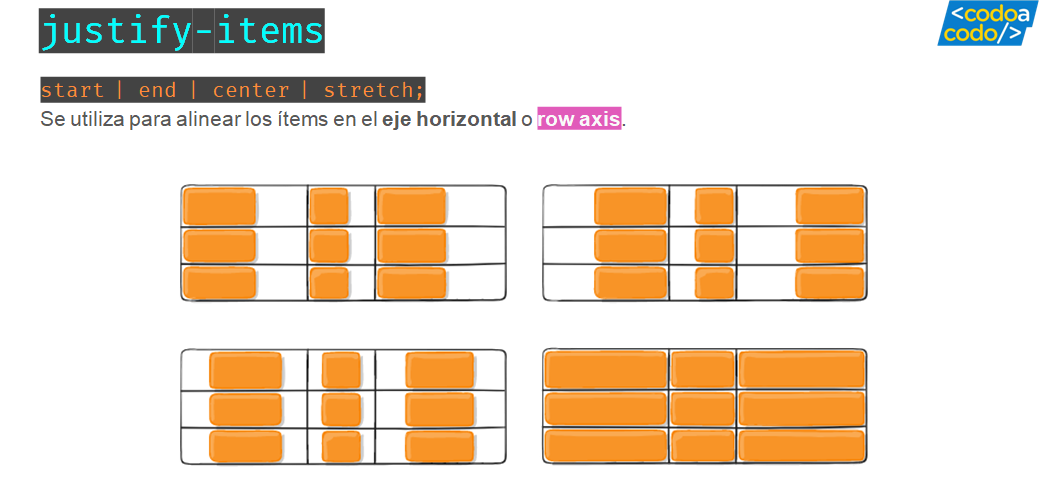 justify-items
<codoa
codo/>
start | end | center | stretch;
Se utiliza para alinear los ítems en el eje horizontal o row axis.